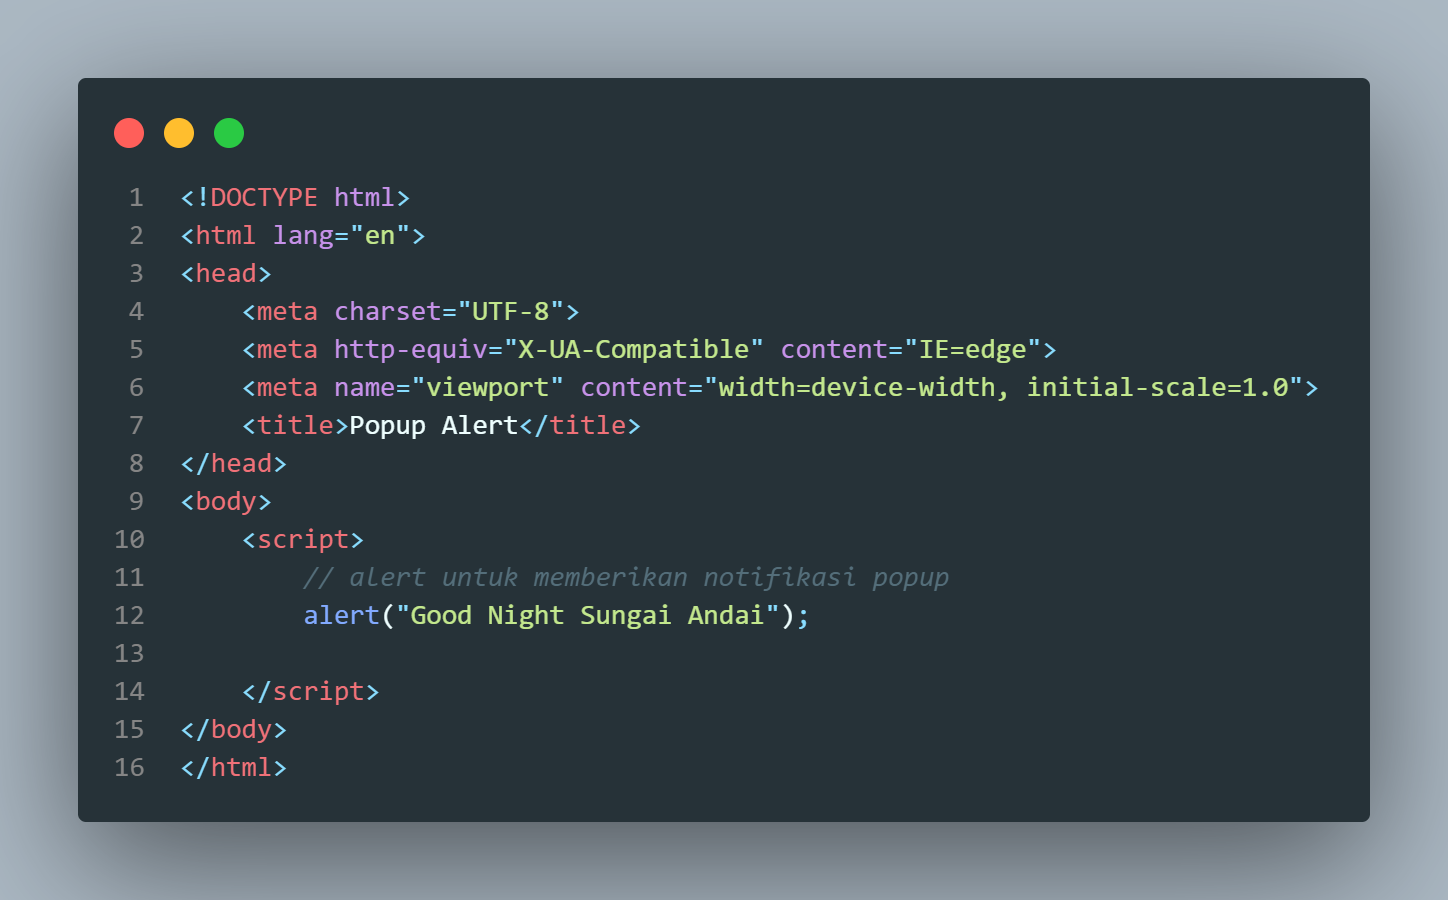 1 <!DOCTYPE html>
2 <html lang="en">
3 <head>
4     <meta charset="UTF-8">
5     <meta http-equiv="X-UA-Compatible" content="IE=edge">
6     <meta name="viewport" content="width=device-width, initial-scale=1.0">
7     <title>Popup Alert</title>
8 </head>
9 <body>
10     <script>
11         // alert untuk memberikan notifikasi popup
12         alert("Good Night Sungai Andai");
13
14     </script>
15 </body>
16 </html>